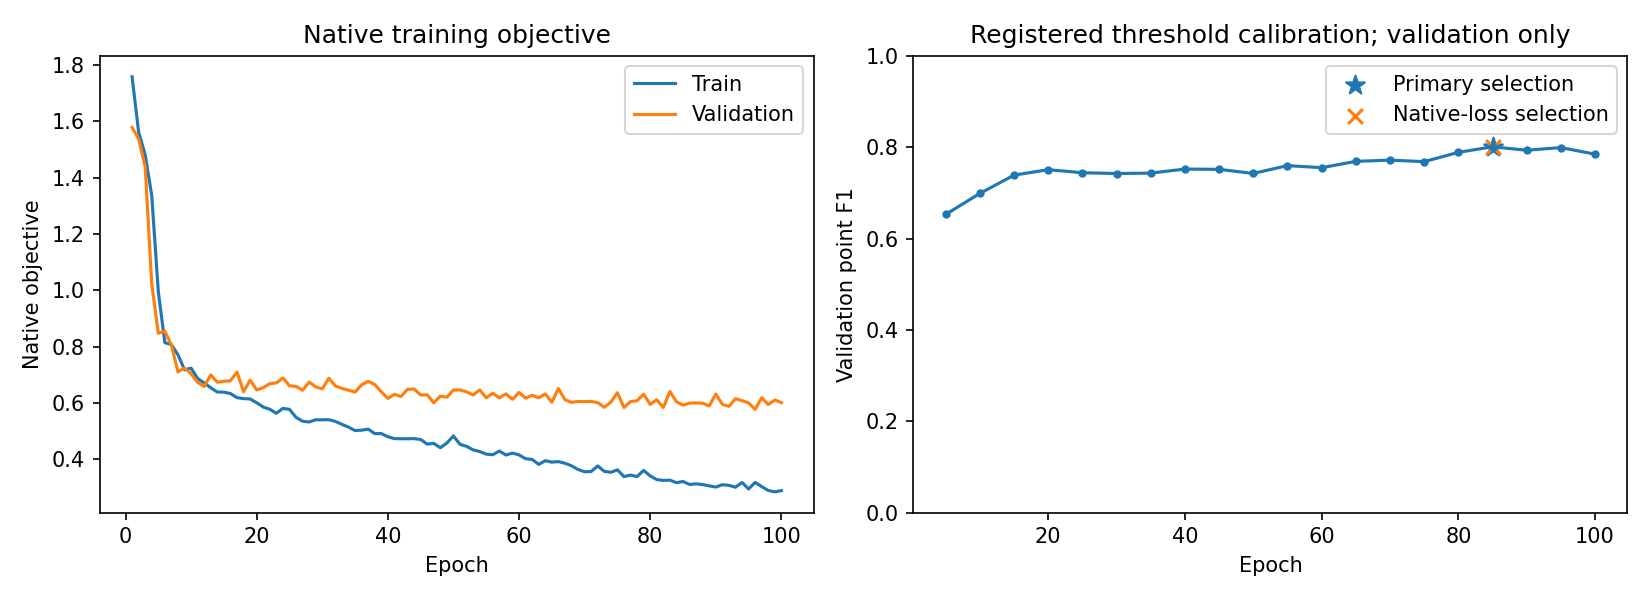 Native training objective
Train
Validation
1.8
1.6
1.4
1.2
1.0
0.8
0.6
0.4
Native objective
0
20
40
60
80
100
Epoch
Registered threshold calibration; validation only
Primary selection
Native-loss selection
1.0
0.8
0.6
0.4
0.2
0.0
Validation point F1
20
40
60
80
100
Epoch